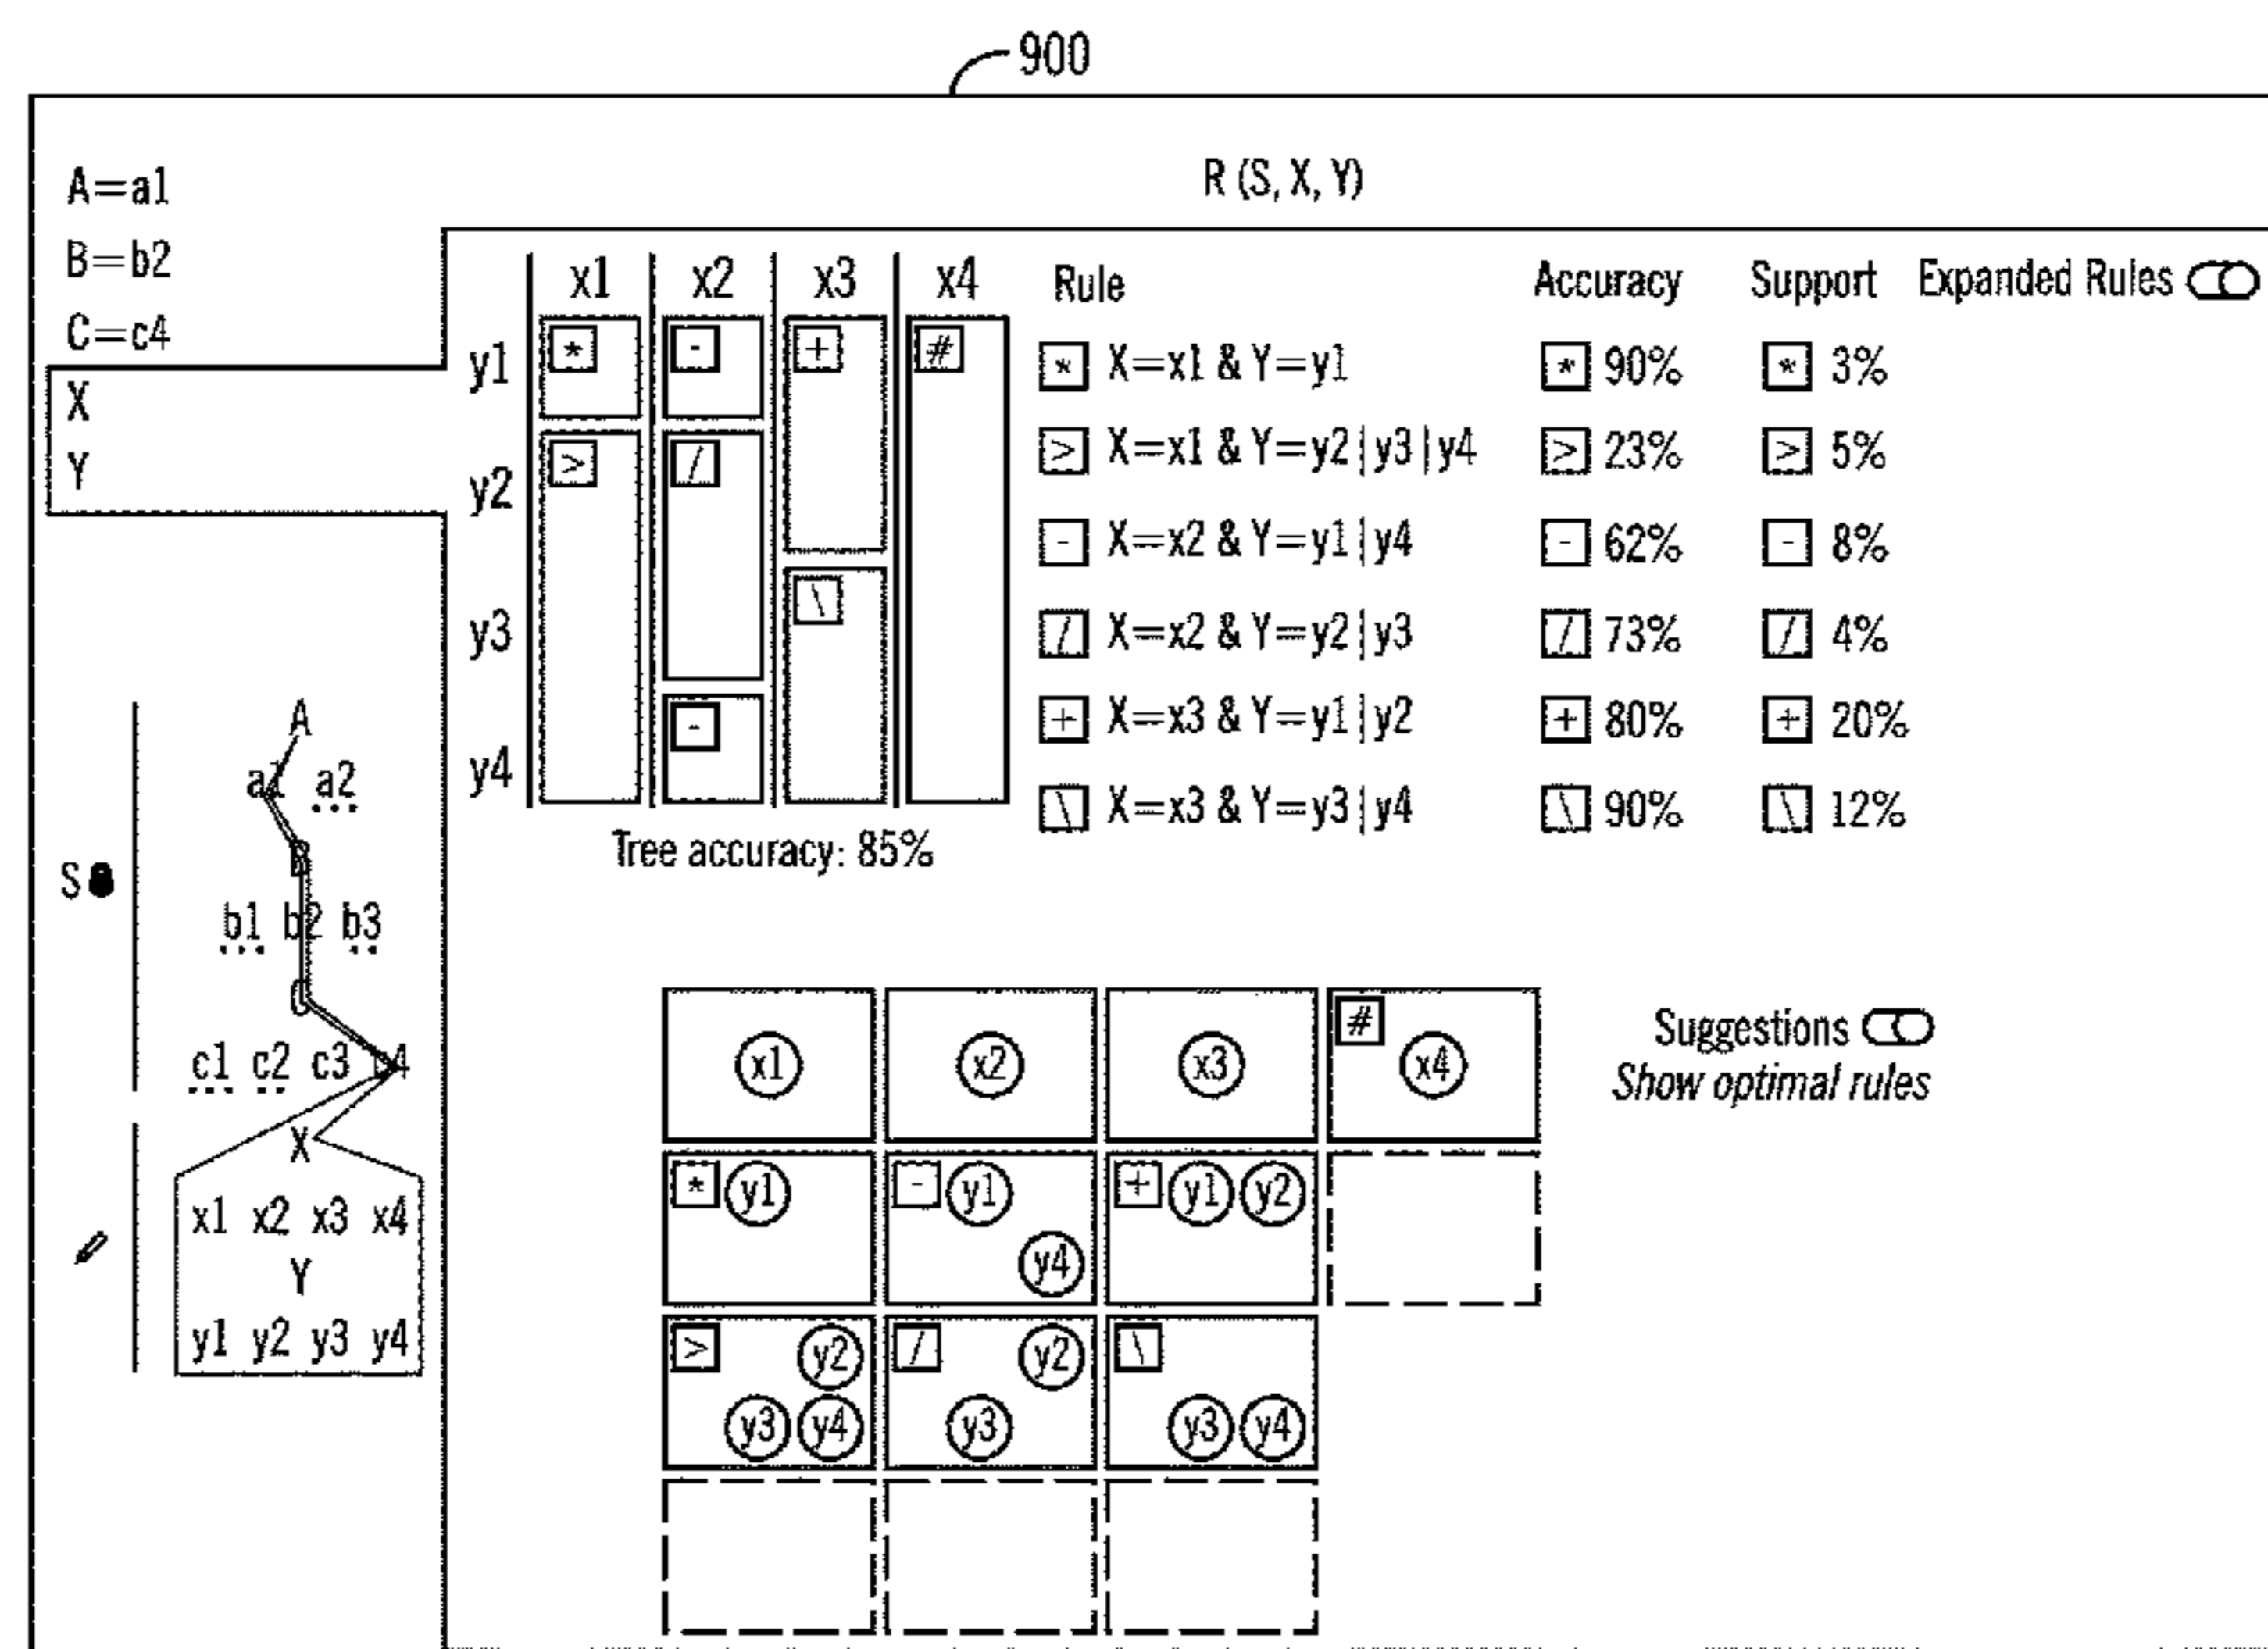 900
R (S, X, Y)
A=a1
B=b2
C=c4
X
Y
x1 x2 x3 x4 Rule Accuracy Support Expanded Rules
y1 * - + #
* X=x1 & Y=y1 * 90% * 3%
> X=x1 & Y=y2|y3|y4 > 23% > 5%
y2 > /
- X=x2 & Y=y1|y4 - 62% - 8%
y3 \
/ X=x2 & Y=y2|y3 / 73% / 4%
+ X=x3 & Y=y1|y2 + 80% + 20%
y4 -
\ X=x3 & Y=y3|y4 \ 90% \ 12%
Tree accuracy: 85%
A
a1 a2
B
S
b1 b2 b3
C
c1 c2 c3 c4
X
x1 x2 x3 x4
Y
y1 y2 y3 y4
x1 x2 x3 # x4
Suggestions
Show optimal rules
* y1 - y1 + y1 y2
y4
> y2 / y2 \
y3 y4 y3 y3 y4